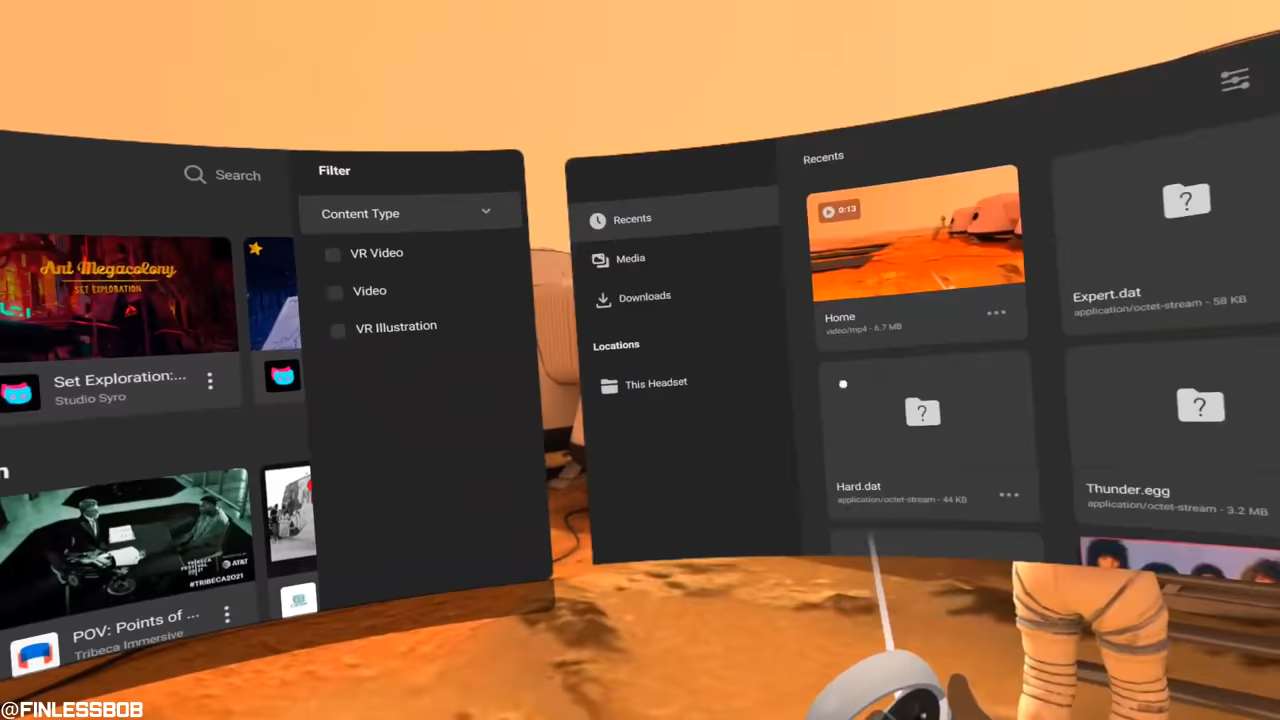 Search
Filter
Content Type
VR Video
Video
VR Illustration
Ant Megacolony
SET EXPLORATION
Set Exploration:...
Studio Syro
AT&T
#TRIBECA2021
POV: Points of ...
Tribeca Immersive
Recents
Media
Downloads
Locations
This Headset
Recents
0:13
Home
video/mp4 - 6.7 MB
?
Expert.dat
application/octet-stream - 58 KB
?
Hard.dat
application/octet-stream - 44 KB
?
Thunder.egg
application/octet-stream - 3.2 MB
@FINLESSBOB